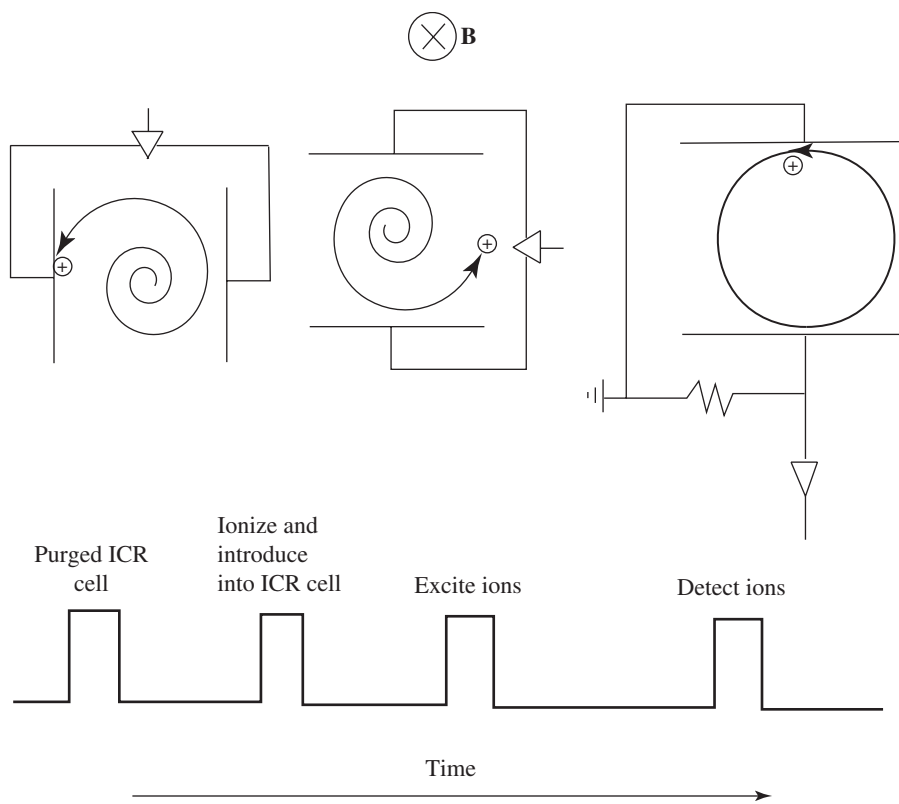 B
Purged ICR
cell
Ionize and
introduce
into ICR cell
Excite ions
Detect ions
Time